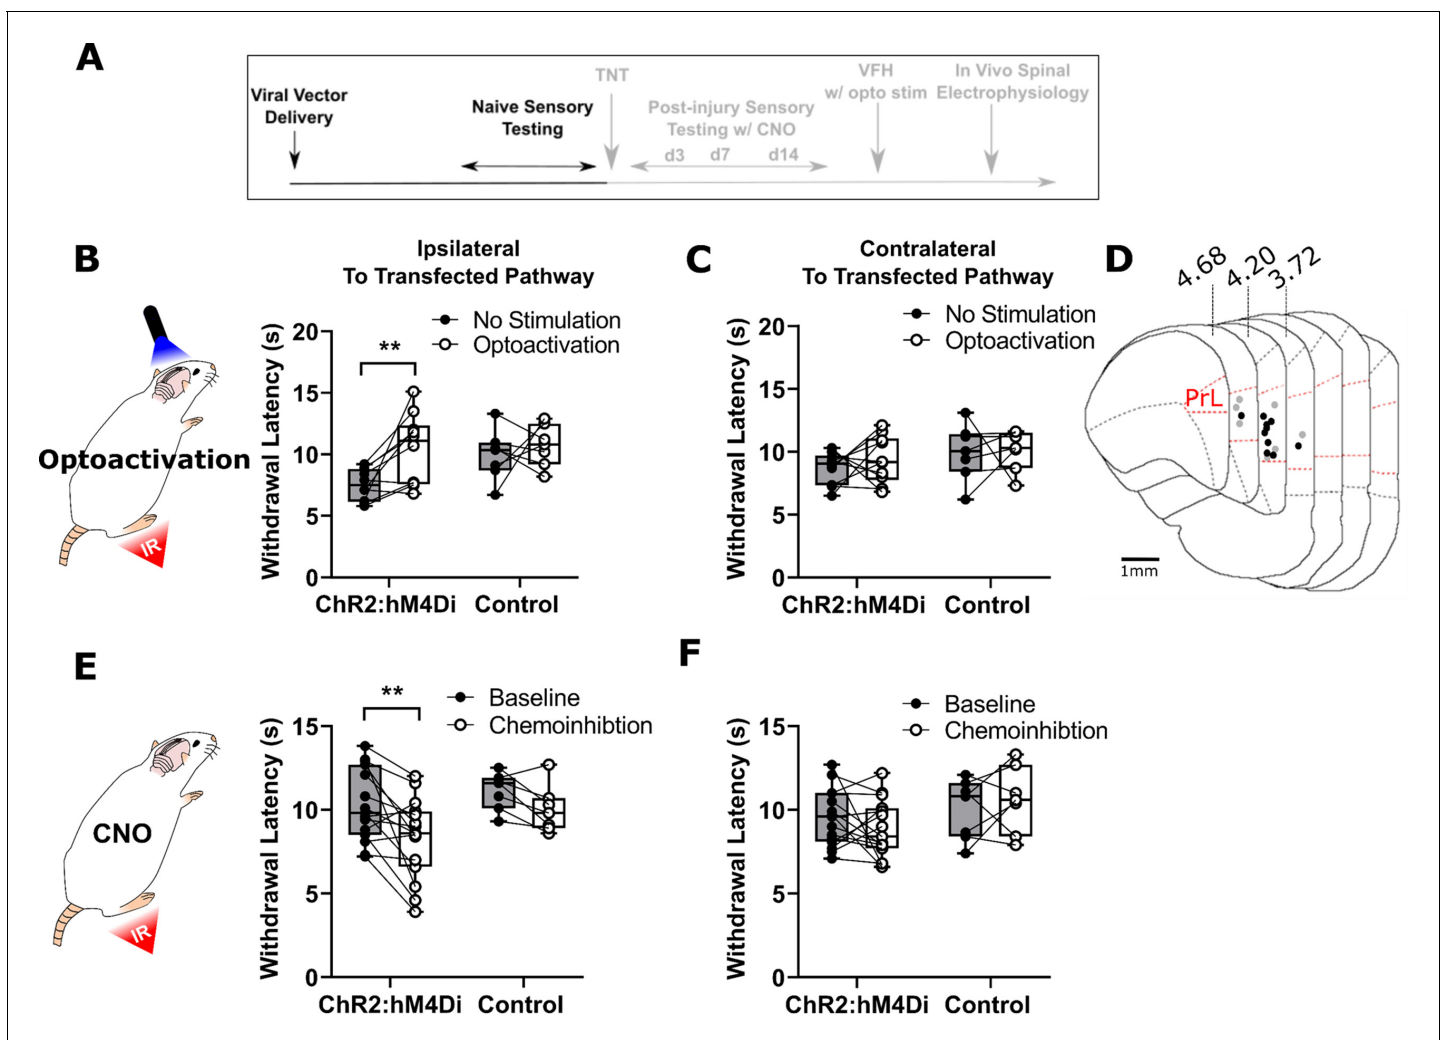 A
Viral Vector
Delivery
Naive Sensory
Testing
TNT
Post-injury Sensory
Testing w/ CNO
d3 d7 d14
VFH
w/ opto stim
In Vivo Spinal
Electrophysiology
B
Optoactivation
IR
Ipsilateral
To Transfected Pathway
No Stimulation
Optoactivation
**
Withdrawal Latency (s)
20
15
10
5
0
ChR2:hM4Di Control
C
Contralateral
To Transfected Pathway
No Stimulation
Optoactivation
Withdrawal Latency (s)
20
15
10
5
0
ChR2:hM4Di Control
D
4.68 4.20 3.72
PrL
1mm
E
CNO
IR
Baseline
Chemoinhibtion
**
Withdrawal Latency (s)
15
10
5
0
ChR2:hM4Di Control
F
Baseline
Chemoinhibtion
Withdrawal Latency (s)
15
10
5
0
ChR2:hM4Di Control